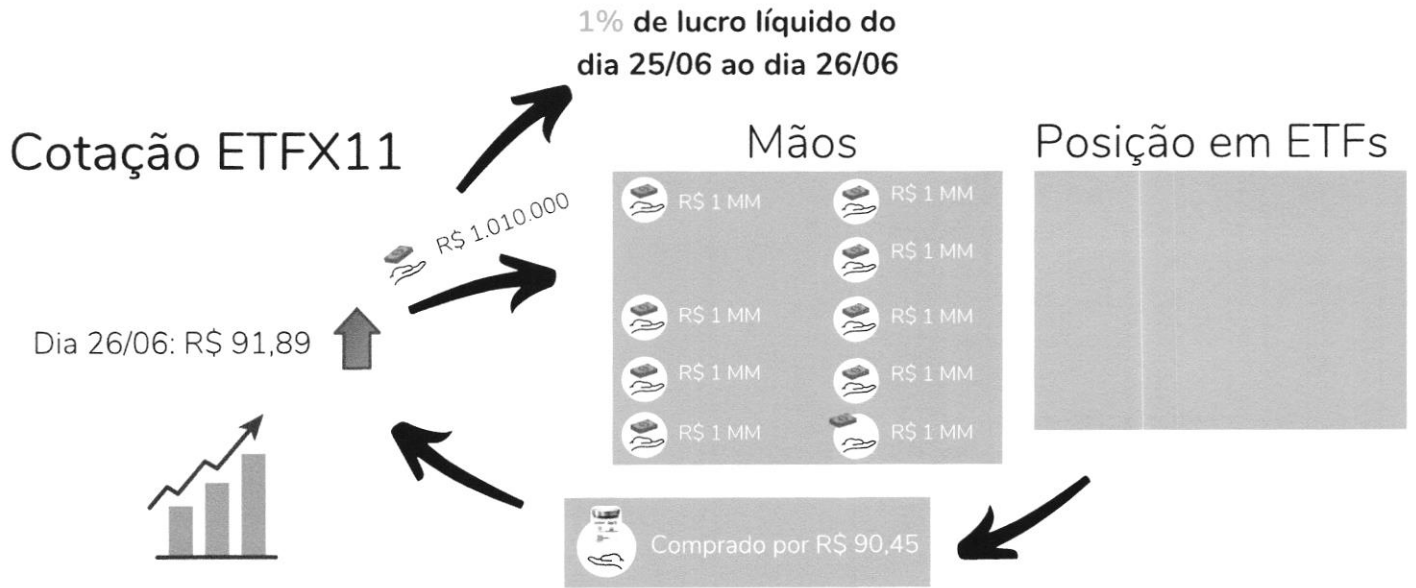 1% de lucro líquido do
dia 25/06 ao dia 26/06
Cotação ETFX11
Mãos
Posição em ETFs
R$ 1.010.000
Dia 26/06: R$ 91,89
R$ 1 MM
R$ 1 MM
R$ 1 MM
R$ 1 MM
R$ 1 MM
R$ 1 MM
R$ 1 MM
R$ 1 MM
R$ 1 MM
Comprado por R$ 90,45